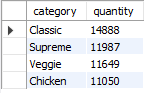 category quantity
Classic 14888
Supreme 11987
Veggie 11649
Chicken 11050